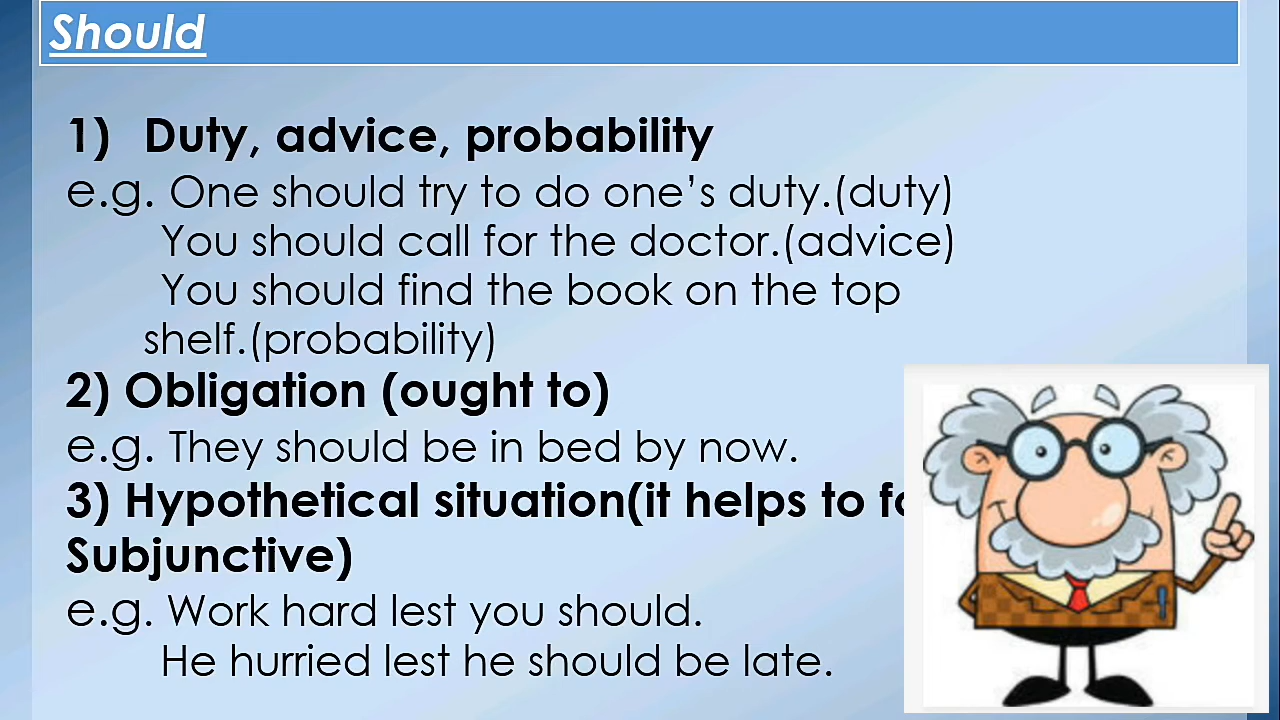 Should
1) Duty, advice, probability
e.g. One should try to do one’s duty.(duty)
You should call for the doctor.(advice)
You should find the book on the top
shelf.(probability)
2) Obligation (ought to)
e.g. They should be in bed by now.
3) Hypothetical situation(it helps to
Subjunctive)
e.g. Work hard lest you should.
He hurried lest he should be late.